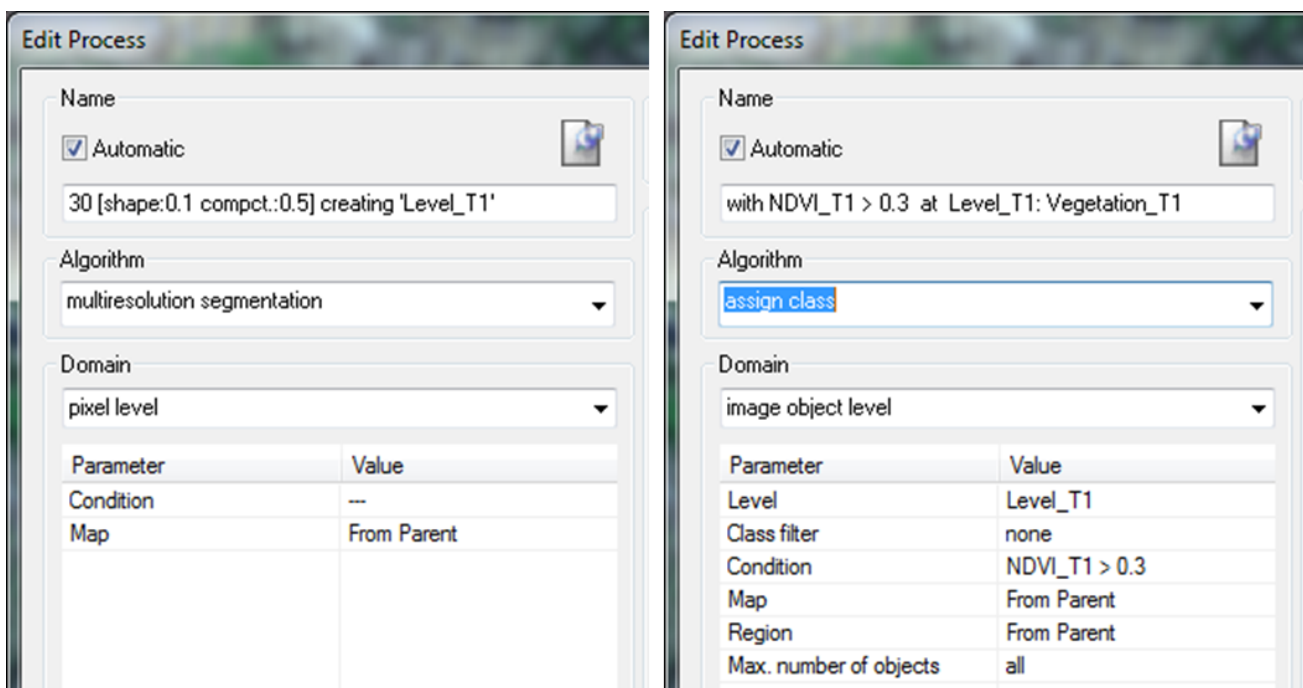 Edit Process
Name
Automatic
30 [shape:0.1 compct.:0.5] creating 'Level_T1'
Algorithm
multiresolution segmentation
Domain
pixel level
Parameter Value
Condition ---
Map From Parent
Edit Process
Name
Automatic
with NDVI_T1 > 0.3 at Level_T1: Vegetation_T1
Algorithm
assign class
Domain
image object level
Parameter Value
Level Level_T1
Class filter none
Condition NDVI_T1 > 0.3
Map From Parent
Region From Parent
Max. number of objects all